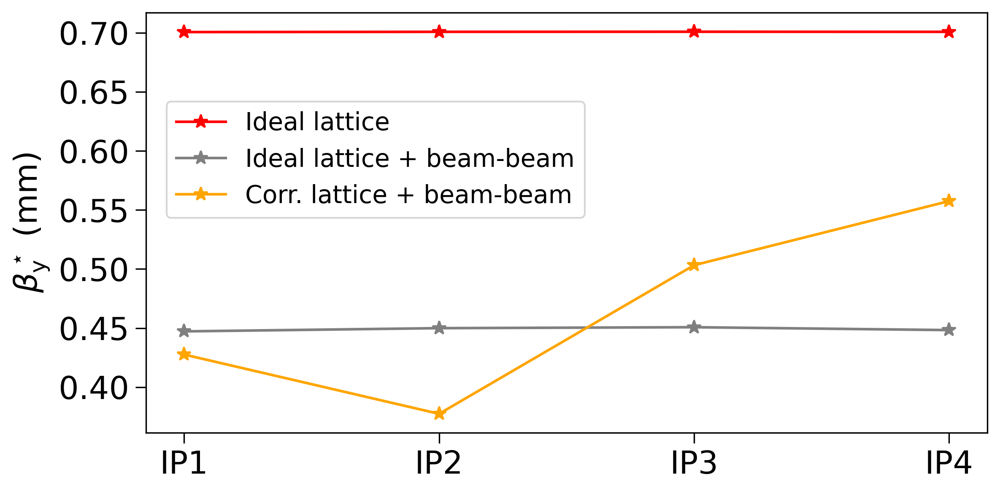 β*y (mm)
0.70
0.65
0.60
0.55
0.50
0.45
0.40
Ideal lattice
Ideal lattice + beam-beam
Corr. lattice + beam-beam
IP1 IP2 IP3 IP4